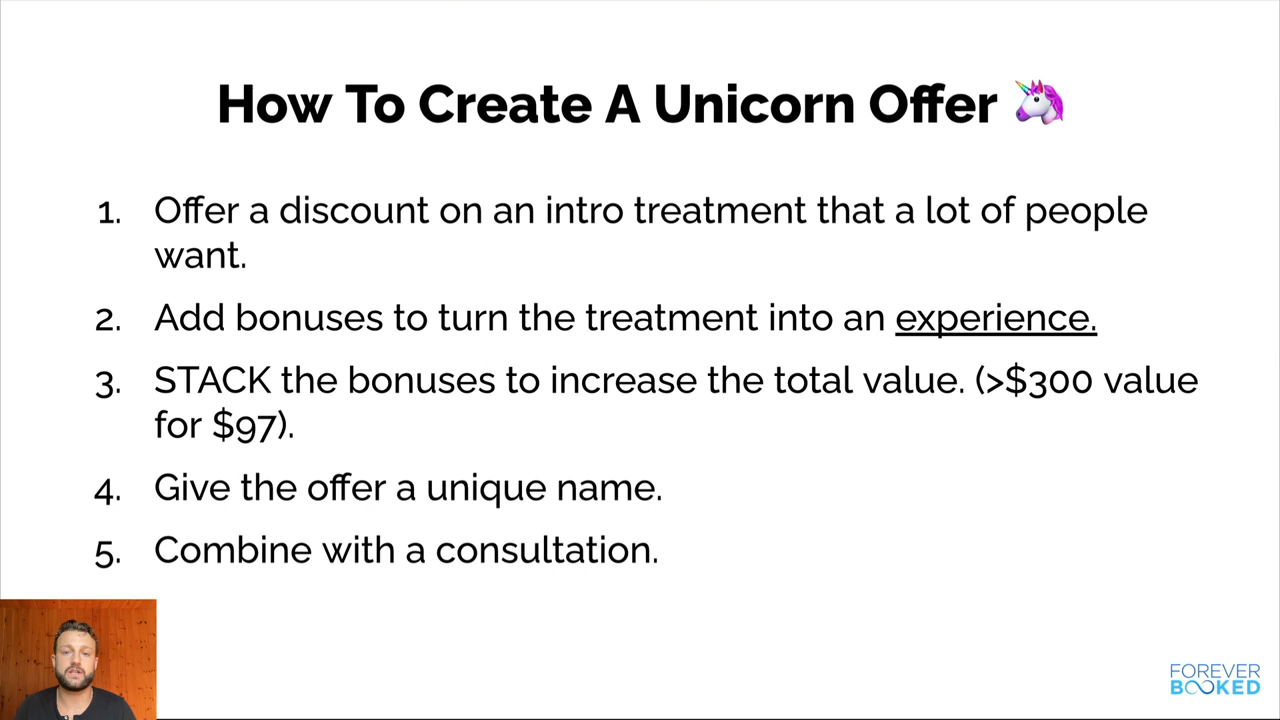 How To Create A Unicorn Offer 🦄
1. Offer a discount on an intro treatment that a lot of people
want.
2. Add bonuses to turn the treatment into an experience.
3. STACK the bonuses to increase the total value. (>$300 value
for $97).
4. Give the offer a unique name.
5. Combine with a consultation.
FOREVER
BOOKED